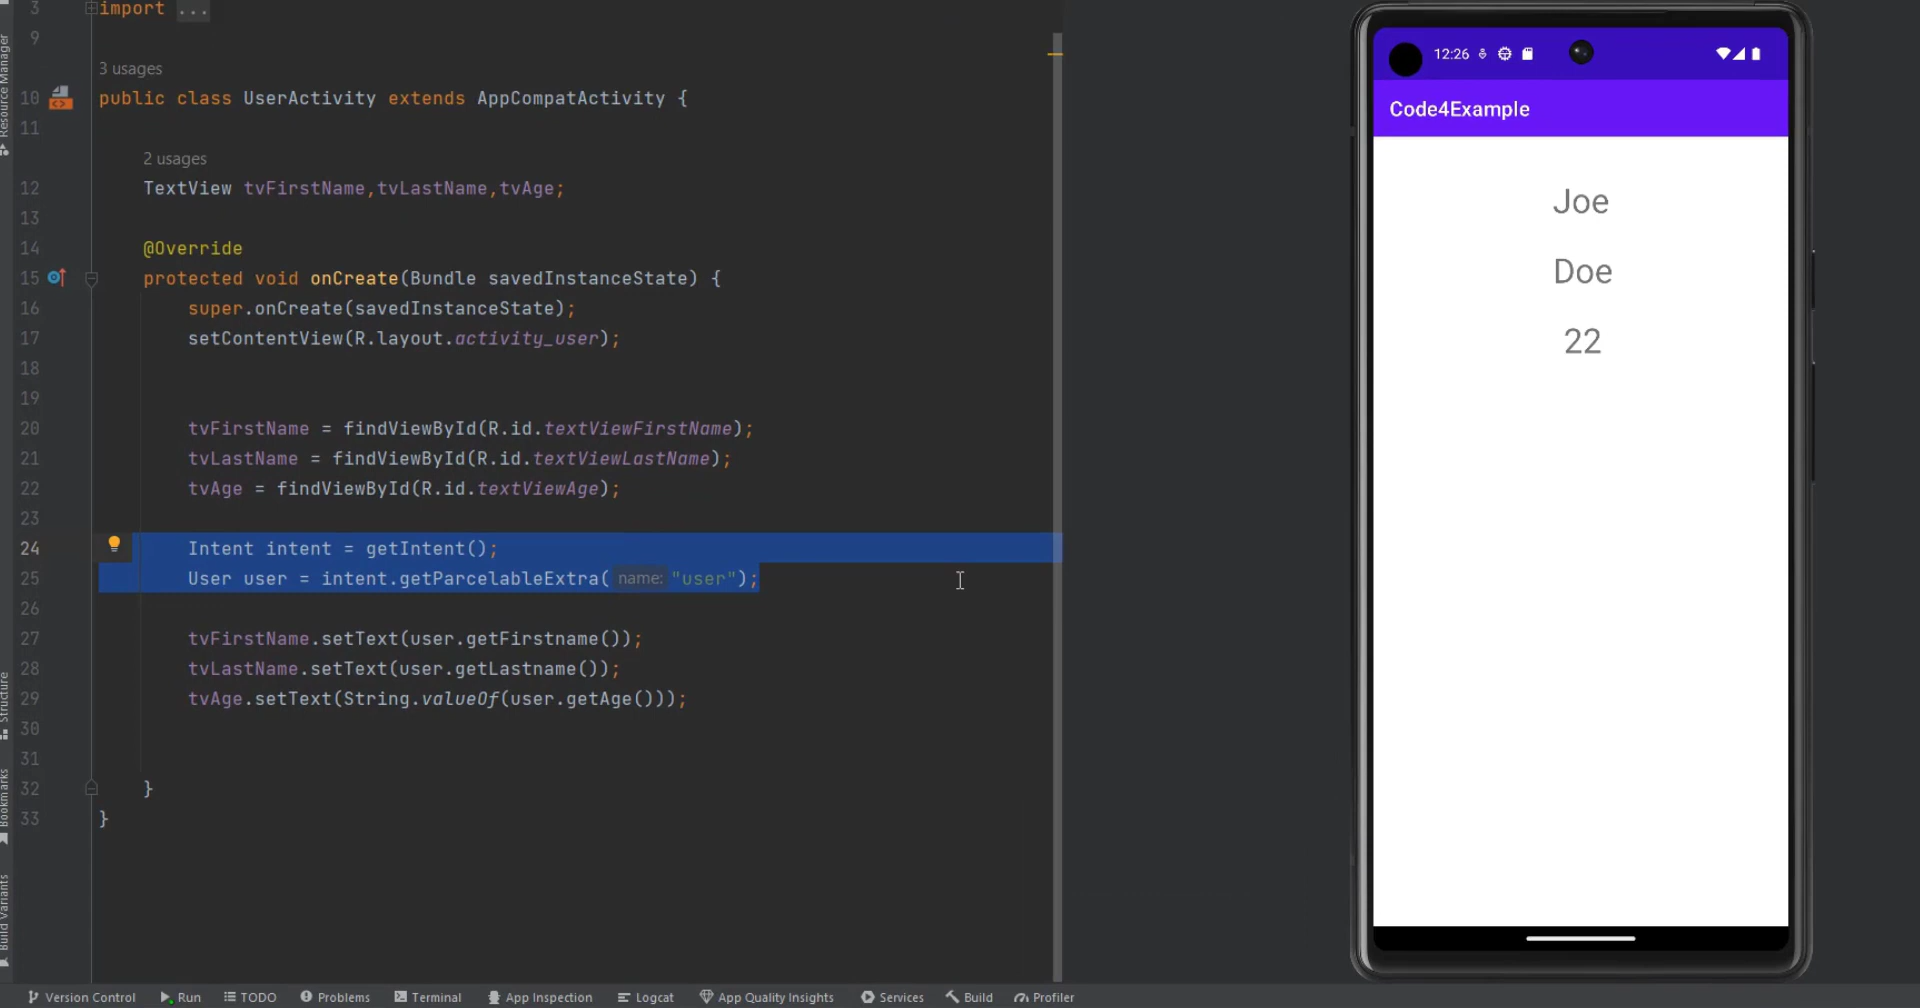 3 import ...
9
3 usages
10 public class UserActivity extends AppCompatActivity {
11
2 usages
12 TextView tvFirstName,tvLastName,tvAge;
13
14 @Override
15 protected void onCreate(Bundle savedInstanceState) {
16 super.onCreate(savedInstanceState);
17 setContentView(R.layout.activity_user);
18
19
20 tvFirstName = findViewById(R.id.textViewFirstName);
21 tvLastName = findViewById(R.id.textViewLastName);
22 tvAge = findViewById(R.id.textViewAge);
23
24 Intent intent = getIntent();
25 User user = intent.getParcelableExtra( name: "user");
26
27 tvFirstName.setText(user.getFirstname());
28 tvLastName.setText(user.getLastname());
29 tvAge.setText(String.valueOf(user.getAge()));
30
31
32 }
33 }
Resource Manager
Structure
Bookmarks
Build Variants
12:26
Code4Example
Joe
Doe
22
Version Control Run TODO Problems Terminal App Inspection Logcat App Quality Insights Services Build Profiler